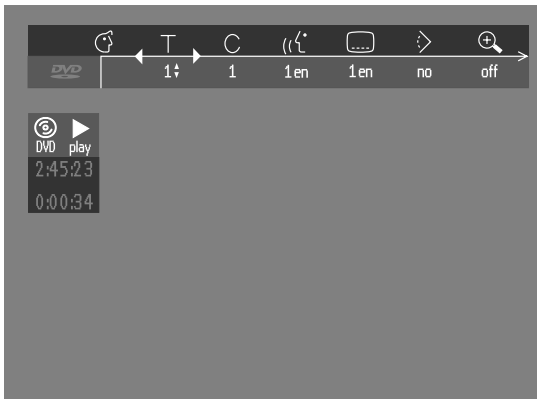 T C
DVD 1 1 1en 1en no off
DVD play
2:45:23
0:00:34